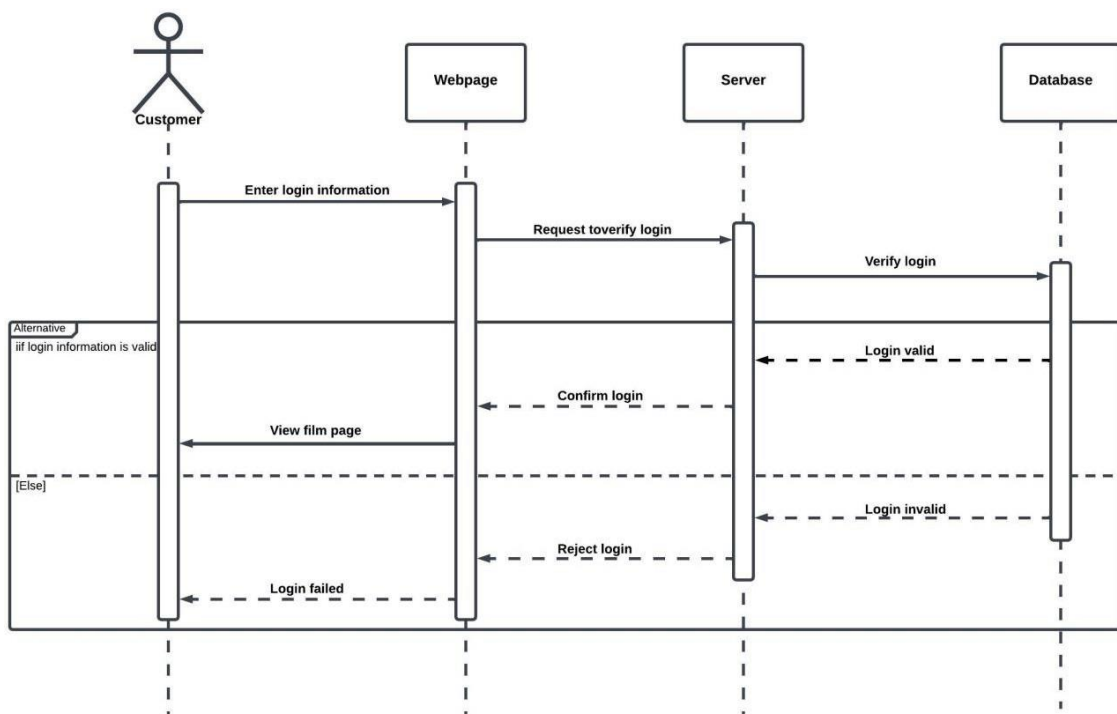 Customer
Webpage
Server
Database
Enter login information
Request toverify login
Verify login
Alternative
iif login information is valid
Login valid
Confirm login
View film page
[Else]
Login invalid
Reject login
Login failed